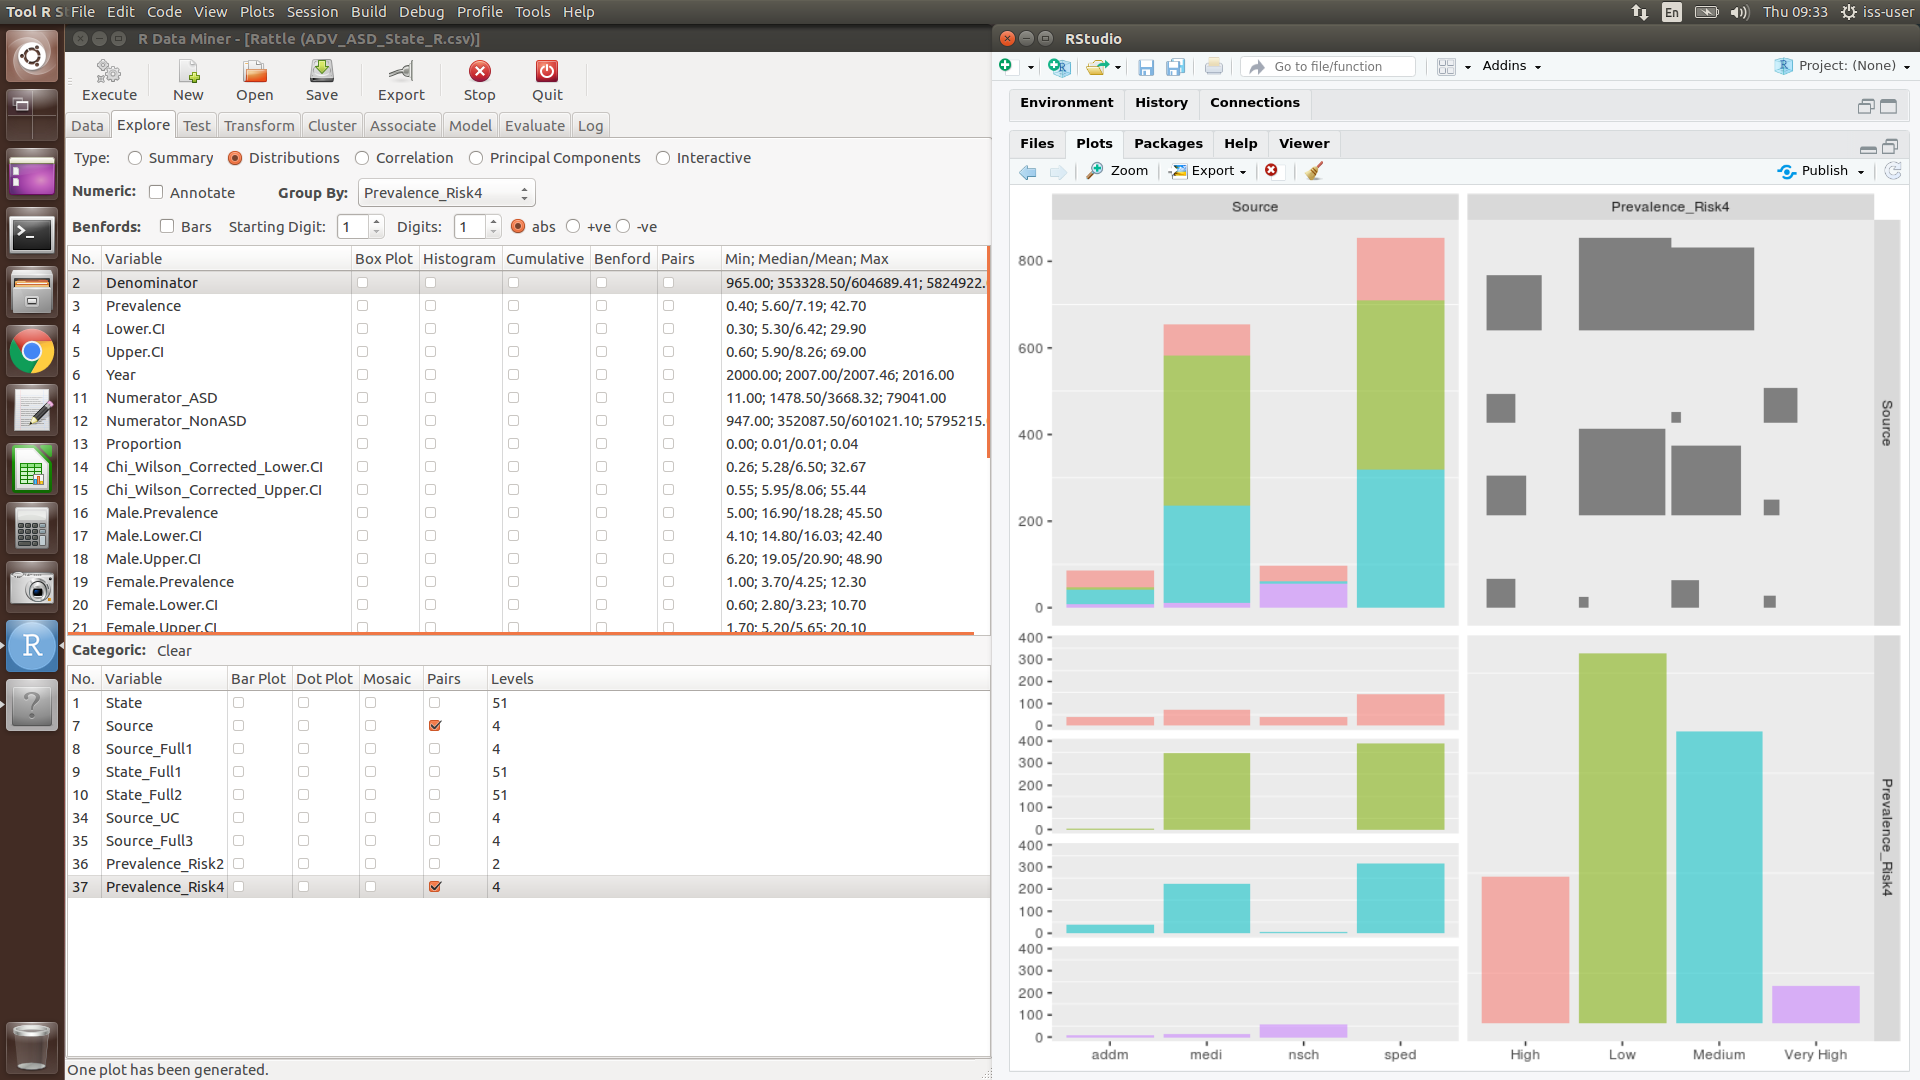 Tool R St File Edit Code View Plots Session Build Debug Profile Tools Help En Thu 09:33 iss-user
R Data Miner - [Rattle (ADV_ASD_State_R.csv)]
Execute New Open Save Export Stop Quit
Data Explore Test Transform Cluster Associate Model Evaluate Log
Type: Summary Distributions Correlation Principal Components Interactive
Numeric: Annotate Group By: Prevalence_Risk4
Benfords: Bars Starting Digit: 1 Digits: 1 abs +ve -ve
No. Variable Box Plot Histogram Cumulative Benford Pairs Min; Median/Mean; Max
2 Denominator 965.00; 353328.50/604689.41; 5824922.
3 Prevalence 0.40; 5.60/7.19; 42.70
4 Lower.CI 0.30; 5.30/6.42; 29.90
5 Upper.CI 0.60; 5.90/8.26; 69.00
6 Year 2000.00; 2007.00/2007.46; 2016.00
11 Numerator_ASD 11.00; 1478.50/3668.32; 79041.00
12 Numerator_NonASD 947.00; 352087.50/601021.10; 5795215.
13 Proportion 0.00; 0.01/0.01; 0.04
14 Chi_Wilson_Corrected_Lower.CI 0.26; 5.28/6.50; 32.67
15 Chi_Wilson_Corrected_Upper.CI 0.55; 5.95/8.06; 55.44
16 Male.Prevalence 5.00; 16.90/18.28; 45.50
17 Male.Lower.CI 4.10; 14.80/16.03; 42.40
18 Male.Upper.CI 6.20; 19.05/20.90; 48.90
19 Female.Prevalence 1.00; 3.70/4.25; 12.30
20 Female.Lower.CI 0.60; 2.80/3.23; 10.70
21 Female.Upper.CI 1.70; 5.20/5.65; 20.10
Categoric: Clear
No. Variable Bar Plot Dot Plot Mosaic Pairs Levels
1 State 51
7 Source 4
8 Source_Full1 4
9 State_Full1 51
10 State_Full2 51
34 Source_UC 4
35 Source_Full3 4
36 Prevalence_Risk2 2
37 Prevalence_Risk4 4
One plot has been generated.
RStudio
Go to file/function Addins Project: (None)
Environment History Connections
Files Plots Packages Help Viewer
Zoom Export Publish
Source Prevalence_Risk4
800
600
400
200
0
Source
400
300
200
100
0
400
300
200
100
0
400
300
200
100
0
400
300
200
100
0
Prevalence_Risk4
addm medi nsch sped High Low Medium Very High